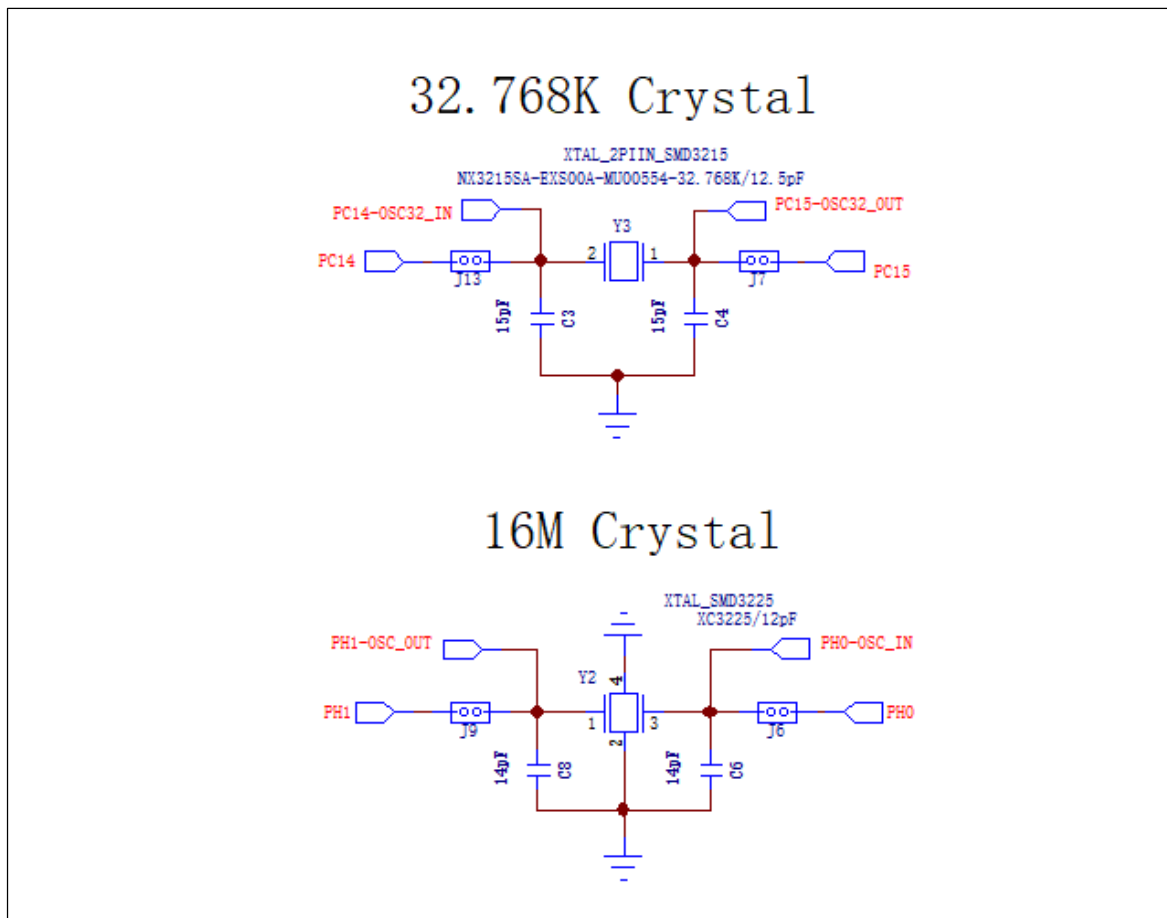 32.768K Crystal
XTAL_2PIIN_SMD3215
NX3215SA-EXS00A-MU00554-32.768K/12.5pF
PC14-OSC32_IN
PC15-OSC32_OUT
Y3
PC14
J13
2
1
J7
PC15
15pF
C3
15pF
C4
16M Crystal
XTAL_SMD3225
XC3225/12pF
PH1-OSC_OUT
PH0-OSC_IN
Y2
4
PH1
J9
1
3
J6
PH0
2
14pF
C8
14pF
C6